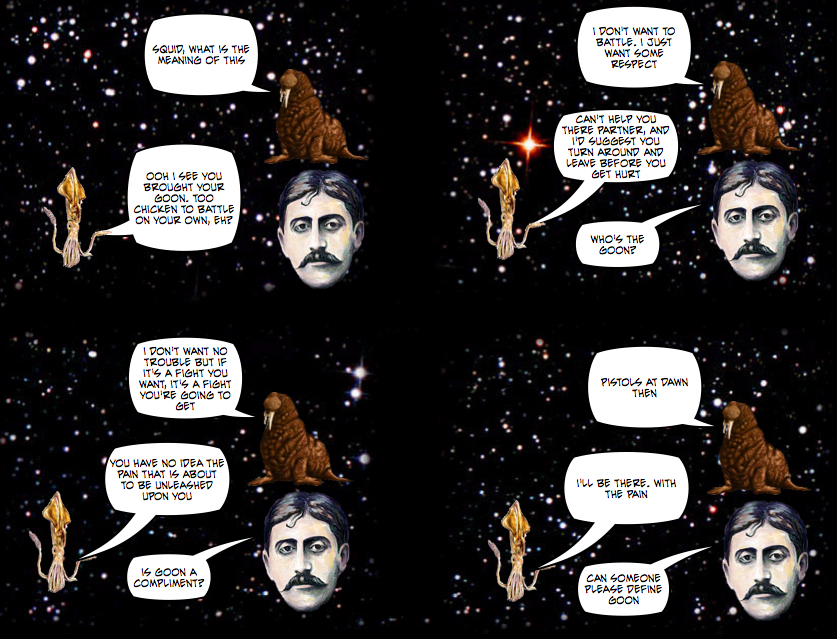 SQUID, WHAT IS THE
MEANING OF THIS
OOH I SEE YOU
BROUGHT YOUR
GOON. TOO
CHICKEN TO BATTLE
ON YOUR OWN, EH?
I DON'T WANT TO
BATTLE. I JUST
WANT SOME
RESPECT
CAN'T HELP YOU
THERE PARTNER, AND
I'D SUGGEST YOU
TURN AROUND AND
LEAVE BEFORE YOU
GET HURT
WHO'S THE
GOON?
I DON'T WANT NO
TROUBLE BUT IF
IT'S A FIGHT YOU
WANT, IT'S A FIGHT
YOU'RE GOING TO
GET
YOU HAVE NO IDEA THE
PAIN THAT IS ABOUT
TO BE UNLEASHED
UPON YOU
IS GOON A
COMPLIMENT?
PISTOLS AT DAWN
THEN
I'LL BE THERE. WITH
THE PAIN
CAN SOMEONE
PLEASE DEFINE
GOON